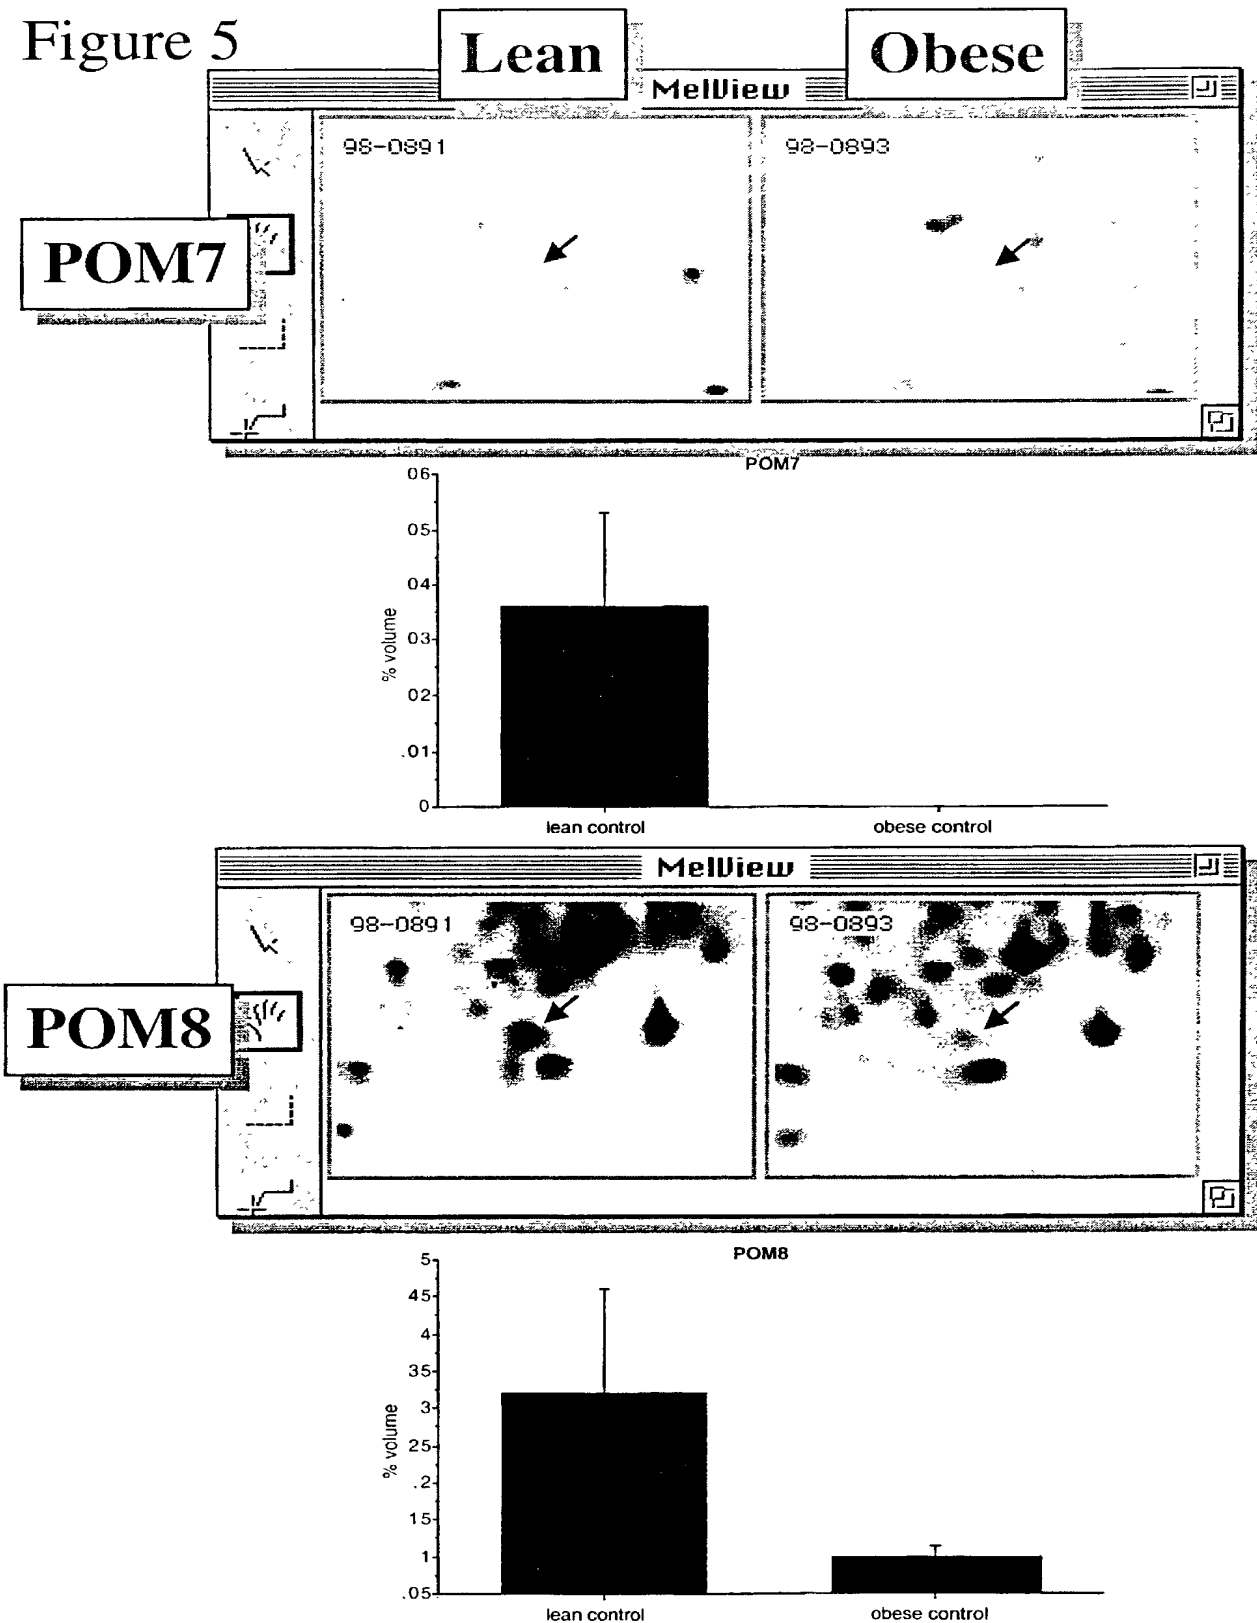 Figure 5
Lean
Obese
MelView
98-0891
98-0893
POM7
POM7
06
05
04
03
02
.01
0
% volume
lean control
obese control
MelView
98-0891
98-0893
POM8
POM8
5
45
4
35
3
25
.2
15
1
.05
% volume
lean control
obese control